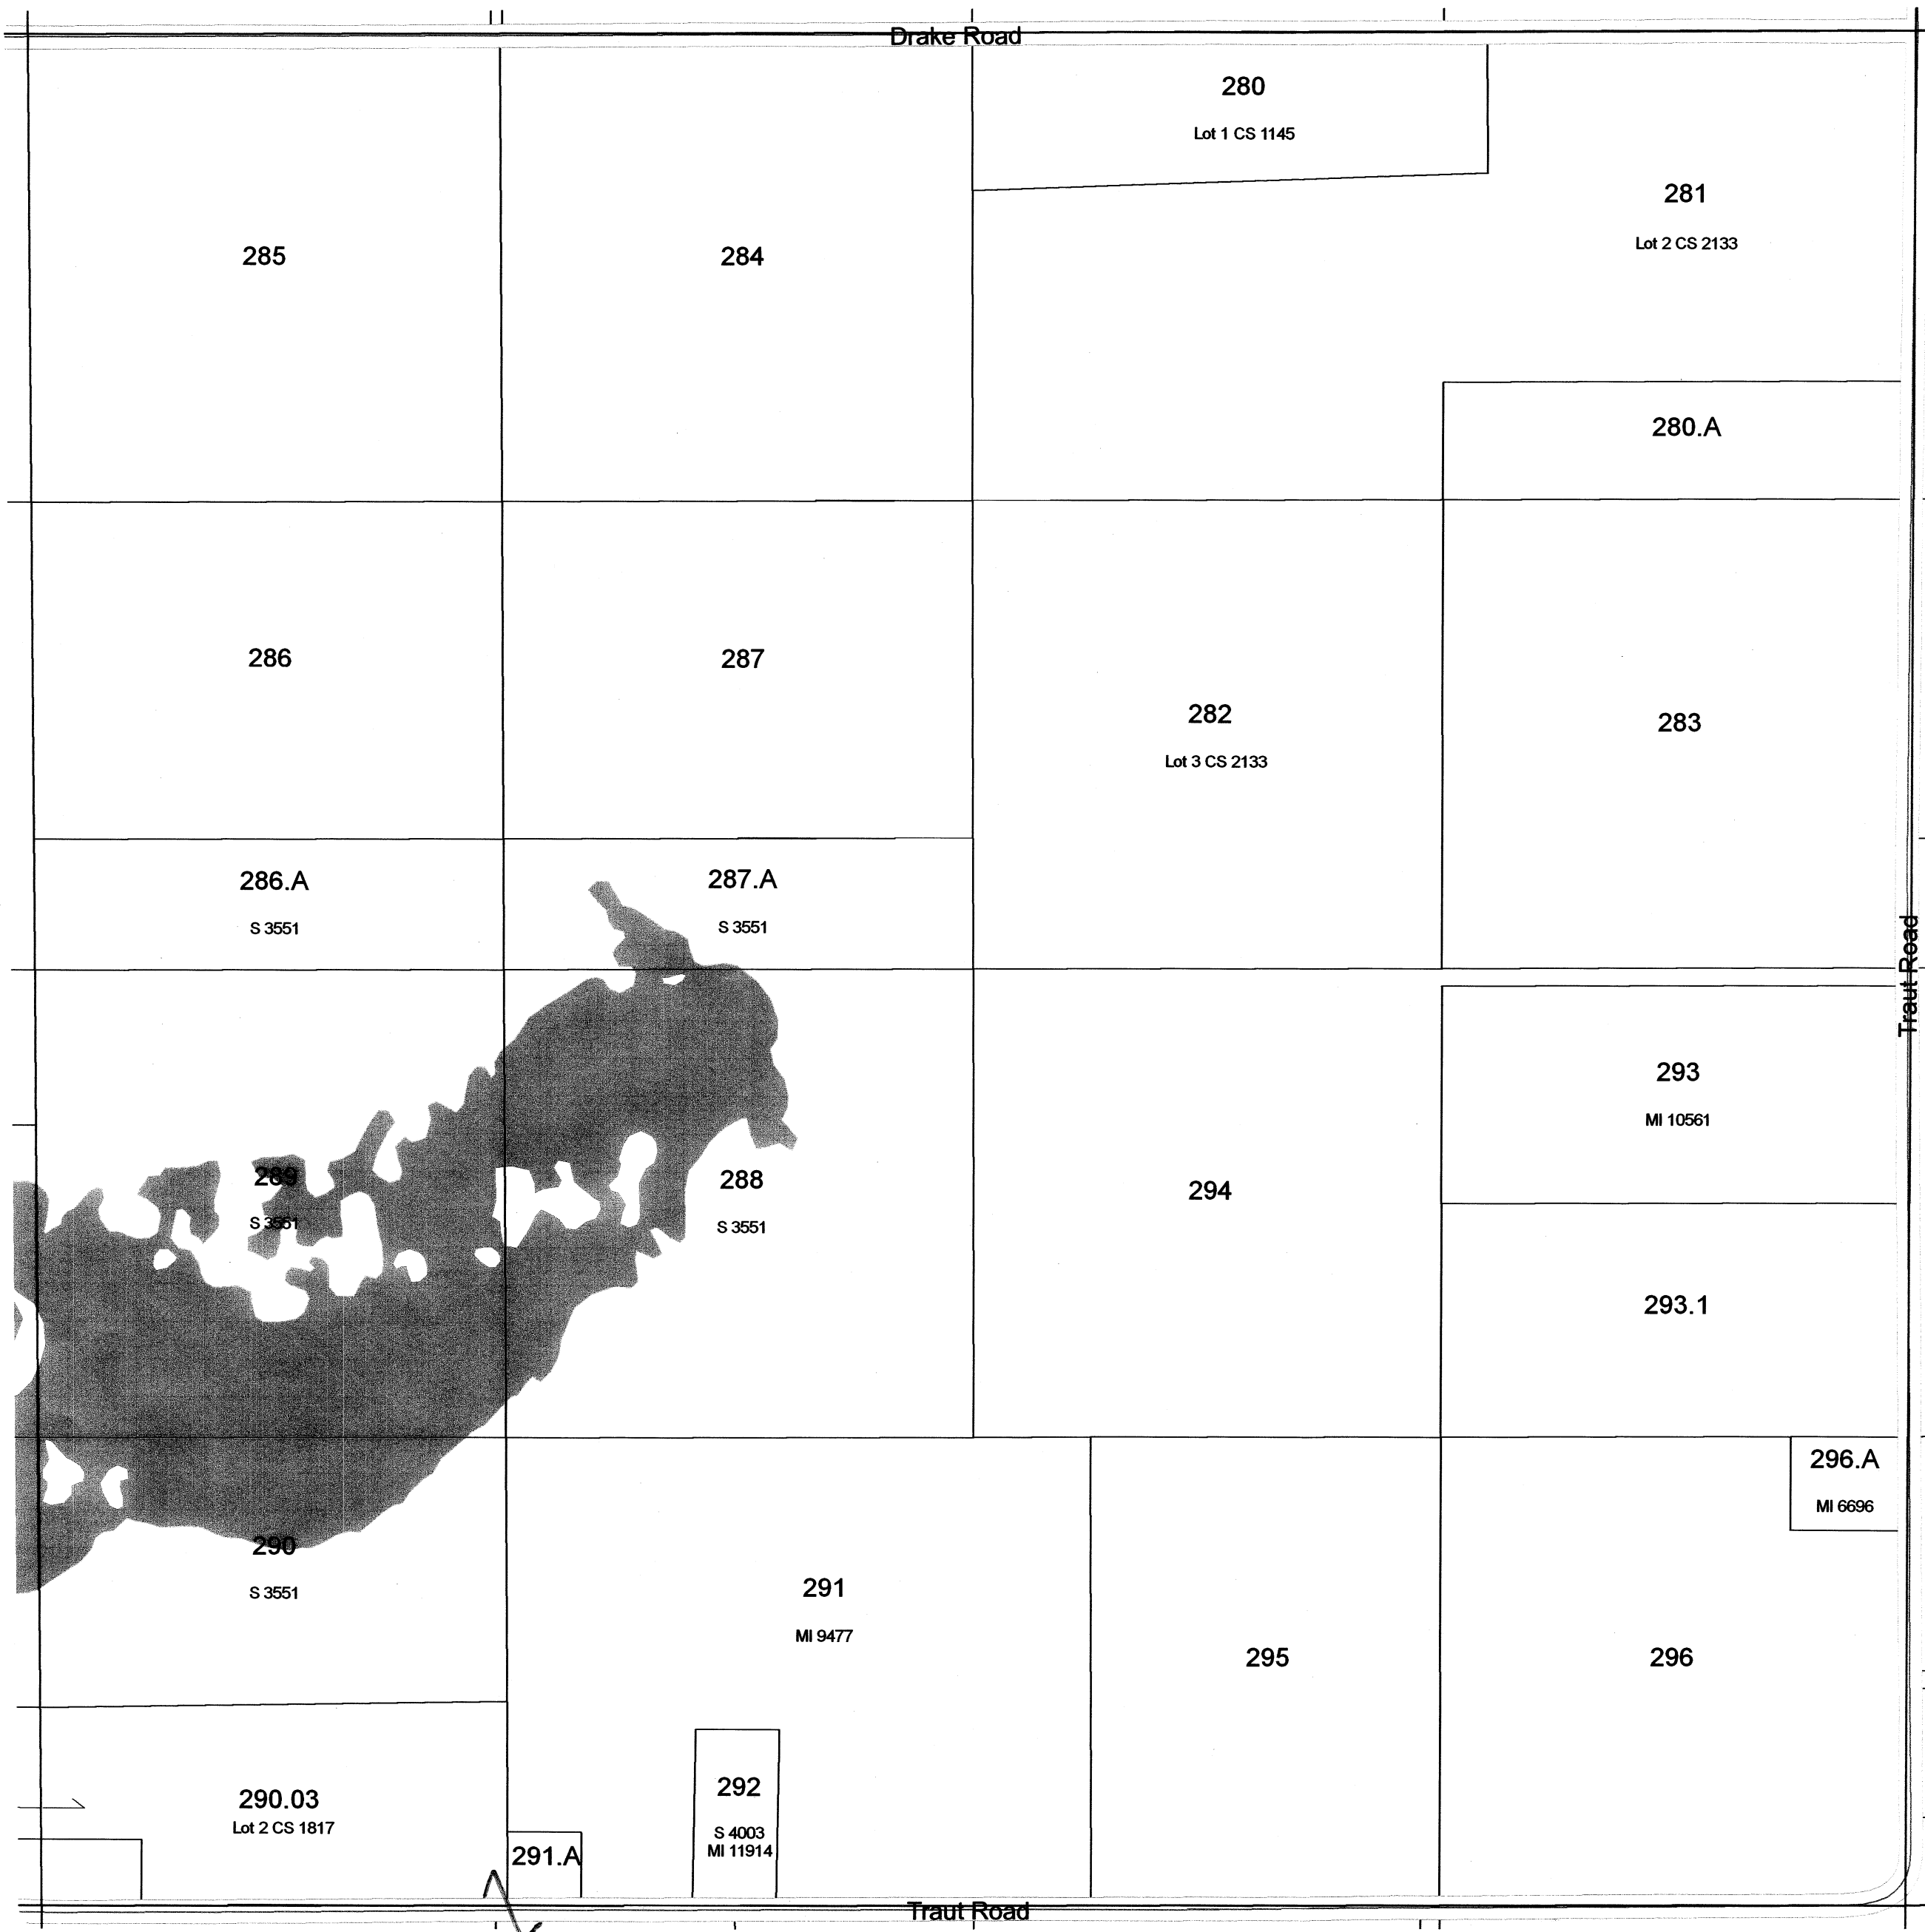 Drake Road
280
Lot 1 CS 1145
281
Lot 2 CS 2133
285
284
280.A
286
287
282
Lot 3 CS 2133
283
286.A
S 3551
287.A
S 3551
Traut Road
293
MI 10561
289
S 3551
288
S 3551
294
293.1
296.A
MI 6696
290
S 3551
291
MI 9477
295
296
290.03
Lot 2 CS 1817
292
S 4003
MI 11914
291.A
Traut Road